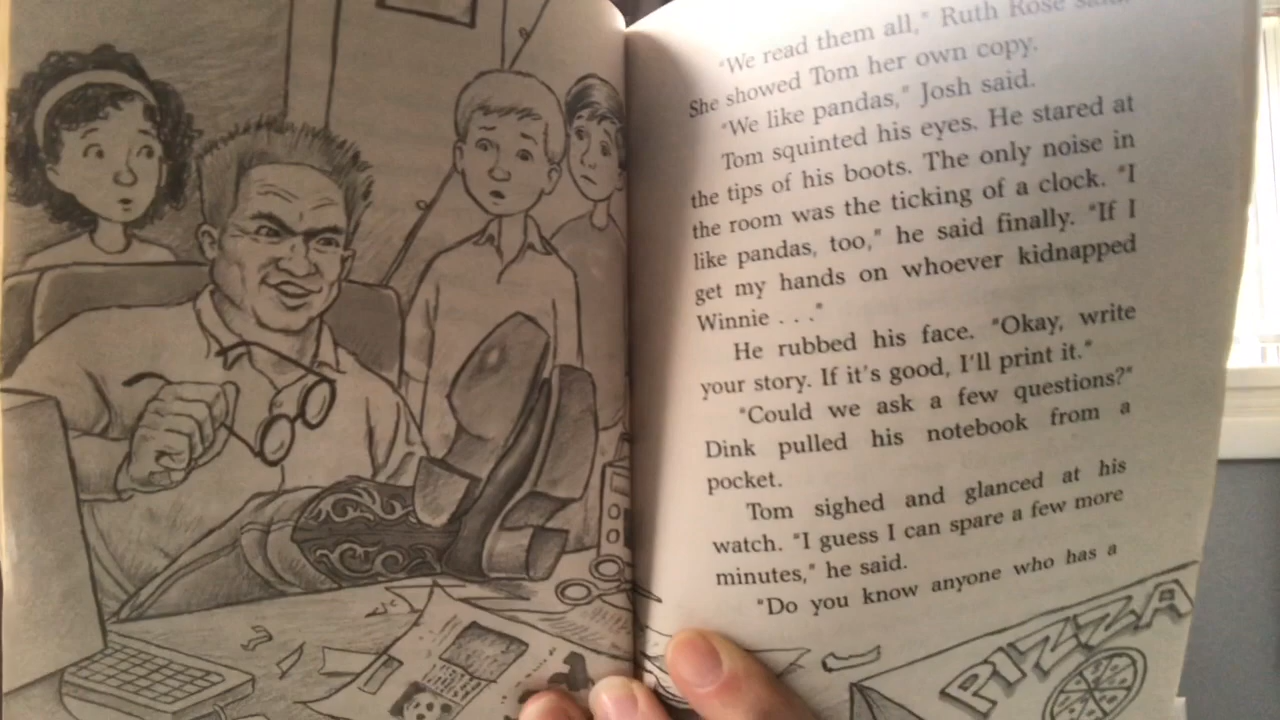 "We read them all," Ruth Rose said.
She showed Tom her own copy.
"We like pandas," Josh said.
Tom squinted his eyes. He stared at
the tips of his boots. The only noise in
the room was the ticking of a clock. "I
like pandas, too," he said finally. "If I
get my hands on whoever kidnapped
Winnie . . ."
He rubbed his face. "Okay, write
your story. If it's good, I'll print it."
"Could we ask a few questions?"
Dink pulled his notebook from a
pocket.
Tom sighed and glanced at his
watch. "I guess I can spare a few more
minutes," he said.
"Do you know anyone who has a
PIZZA